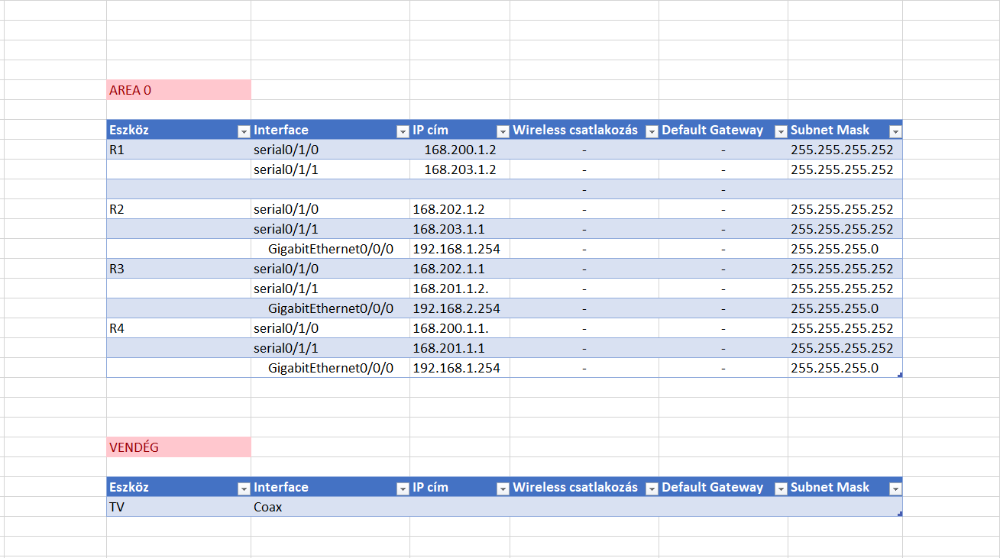 AREA 0
Eszköz Interface IP cím Wireless csatlakozás Default Gateway Subnet Mask
R1 serial0/1/0 168.200.1.2 - - 255.255.255.252
serial0/1/1 168.203.1.2 - - 255.255.255.252
- -
R2 serial0/1/0 168.202.1.2 - - 255.255.255.252
serial0/1/1 168.203.1.1 - - 255.255.255.252
GigabitEthernet0/0/0 192.168.1.254 - - 255.255.255.0
R3 serial0/1/0 168.202.1.1 - - 255.255.255.252
serial0/1/1 168.201.1.2. - - 255.255.255.252
GigabitEthernet0/0/0 192.168.2.254 - - 255.255.255.0
R4 serial0/1/0 168.200.1.1. - - 255.255.255.252
serial0/1/1 168.201.1.1 - - 255.255.255.252
GigabitEthernet0/0/0 192.168.1.254 - - 255.255.255.0
VENDÉG
Eszköz Interface IP cím Wireless csatlakozás Default Gateway Subnet Mask
TV Coax